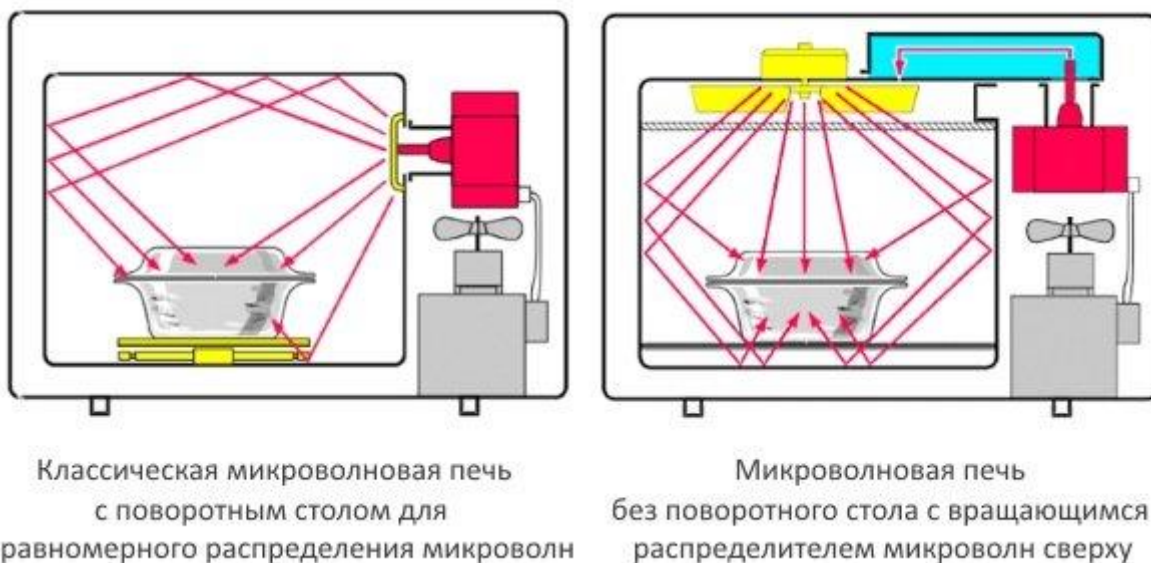 Классическая микроволновая печь
с поворотным столом для
равномерного распределения микроволн
Микроволновая печь
без поворотного стола с вращающимся
распределителем микроволн сверху